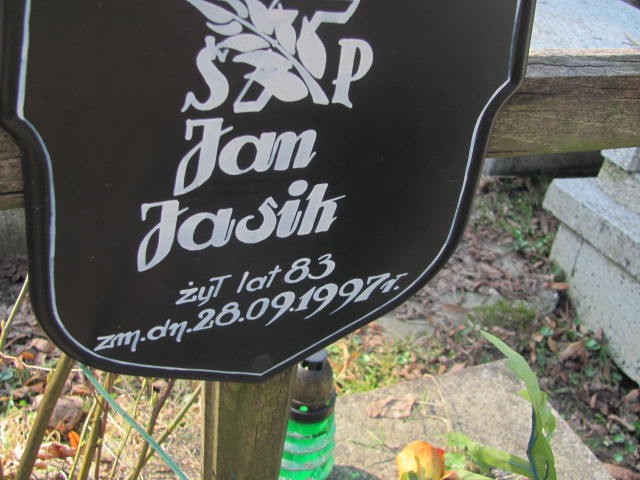 S P
Jan
Jasik
żył lat 83
zm.dn.28.09.1997r.